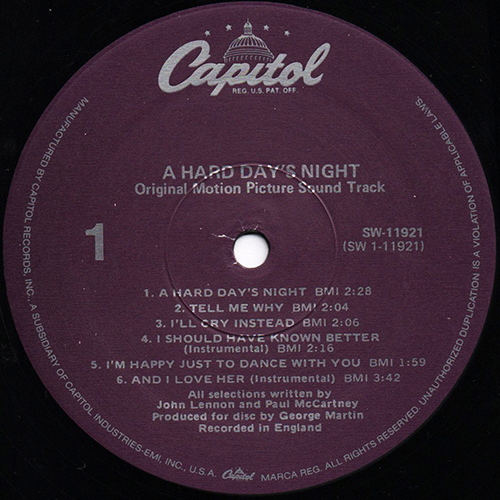 Capitol
REG. U.S. PAT. OFF.
A HARD DAY'S NIGHT
Original Motion Picture Sound Track
1
SW-11921
(SW 1-11921)
1. A HARD DAY'S NIGHT BMI 2:28
2. TELL ME WHY BMI 2:04
3. I'LL CRY INSTEAD BMI 2:06
4. I SHOULD HAVE KNOWN BETTER
(Instrumental) BMI 2:16
5. I'M HAPPY JUST TO DANCE WITH YOU BMI 1:59
6. AND I LOVE HER (Instrumental) BMI 3:42
All selections written by
John Lennon and Paul McCartney
Produced for disc by George Martin
Recorded in England
MANUFACTURED BY CAPITOL RECORDS, INC., A SUBSIDIARY OF CAPITOL INDUSTRIES-EMI, INC., U.S.A. Capitol MARCA REG. ALL RIGHTS RESERVED. UNAUTHORIZED DUPLICATION IS A VIOLATION OF APPLICABLE LAWS